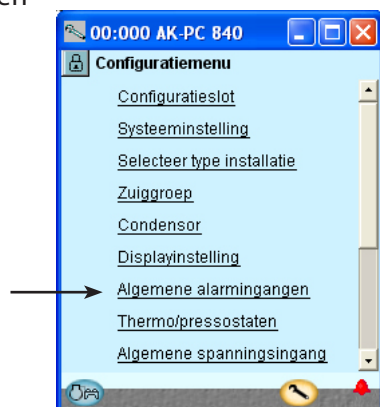 00:000 AK-PC 840
Configuratiemenu
Configuratieslot
Systeeminstelling
Selecteer type installatie
Zuiggroep
Condensor
Displayinstelling
Algemene alarmingangen
Thermo/pressostaten
Algemene spanningsingang